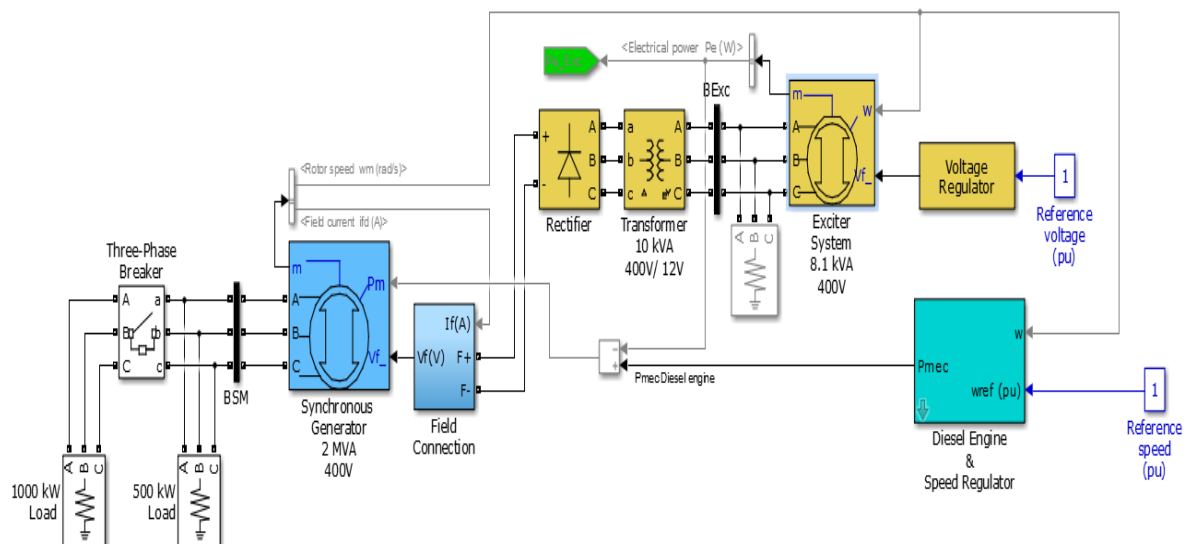 <Electrical power Pe (W)>
BExc
m
w
A
B
C
Vf_
Exciter
System
8.1 kVA
400V
Voltage
Regulator
1
Reference
voltage
(pu)
+
-
A
B
C
Rectifier
a
b
c
A
B
C
Transformer
10 kVA
400V/ 12V
A
B
C
<Rotor speed wm (rad/s)>
<Field current ifd (A)>
Three-Phase
Breaker
A
B
C
a
b
c
BSM
m
Pm
A
B
C
Vf_
Synchronous
Generator
2 MVA
400V
If(A)
Vf(V)
F+
F-
Field
Connection
-
+
Pmec Diesel engine
w
Pmec
wref (pu)
Diesel Engine
&
Speed Regulator
1
Reference
speed
(pu)
A
B
C
1000 kW
Load
A
B
C
500 kW
Load